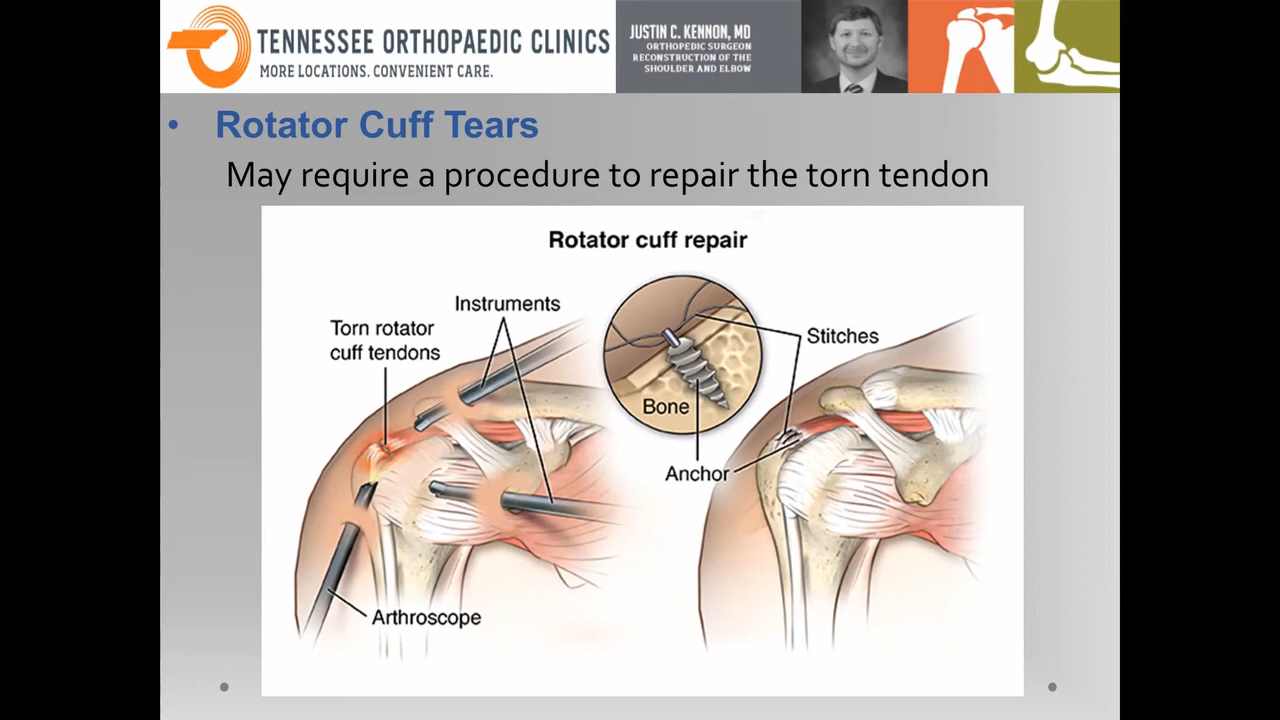 TENNESSEE ORTHOPAEDIC CLINICS
MORE LOCATIONS. CONVENIENT CARE.
JUSTIN C. KENNON, MD
ORTHOPEDIC SURGEON
RECONSTRUCTION OF THE
SHOULDER AND ELBOW
• Rotator Cuff Tears
May require a procedure to repair the torn tendon
Rotator cuff repair
Instruments
Torn rotator
cuff tendons
Stitches
Bone
Anchor
Arthroscope